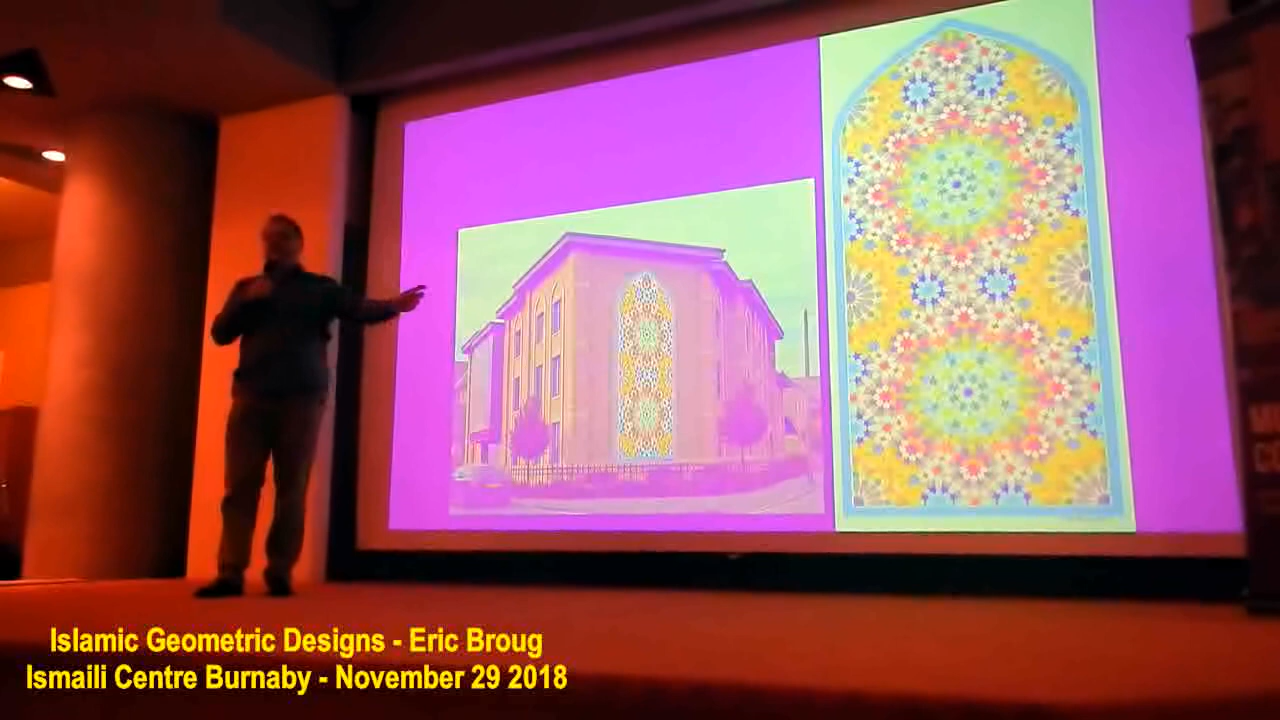 Islamic Geometric Designs - Eric Broug
Ismaili Centre Burnaby - November 29 2018